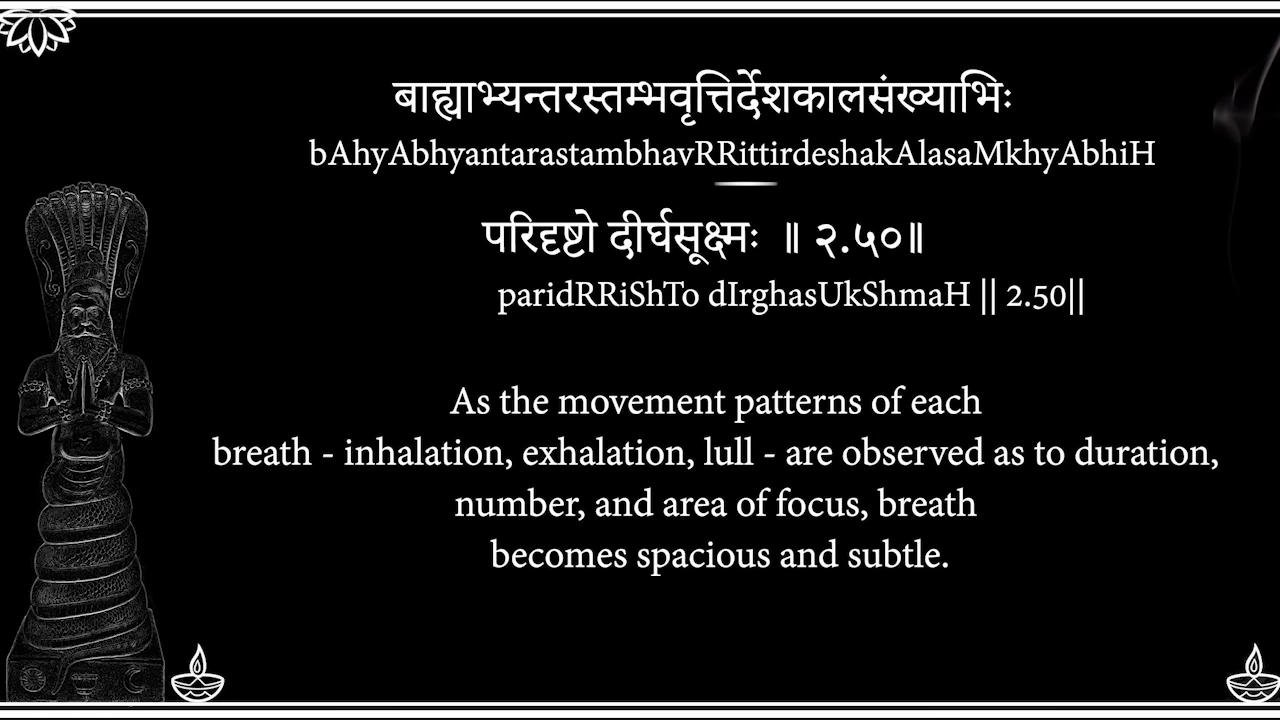 बाह्याभ्यन्तरस्तम्भवृत्तिर्देशकालसंख्याभिः
bAhyAbhyantarastambhavRRittirdeshakAlasaMkhyAbhiH
परिदृष्टो दीर्घसूक्ष्मः ॥ २.५०॥
paridRRiShTo dIrghasUkShmaH || 2.50||
As the movement patterns of each
breath - inhalation, exhalation, lull - are observed as to duration,
number, and area of focus, breath
becomes spacious and subtle.